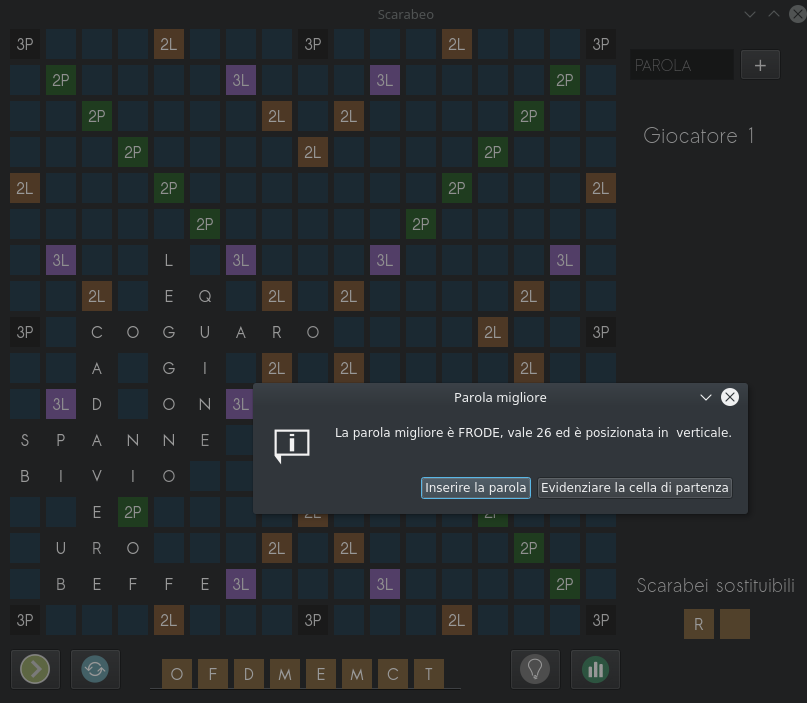 Scarabeo
3P 2L 3P 2L 3P
2P 3L 3L 2P
PAROLA +
2P 2L 2L 2P
Giocatore 1
2P 2L 2P
2L 2P 2P 2L
2P 2P
3L L 3L 3L 3L
2L E Q 2L 2L 2L
3P C O G U A R O 2L 3P
A G I 2L 2L 2L
3L D O N 3L
S P A N N E
B I V I O
E 2P 2L 2P
U R O 2L 2L 2P
B E F F E 3L 3L 2P
3P 2L 3P 2L 3P
Parola migliore
La parola migliore è FRODE, vale 26 ed è posizionata in  verticale.
Inserire la parola
Evidenziare la cella di partenza
Scarabei sostituibili
R
O F D M E M C T